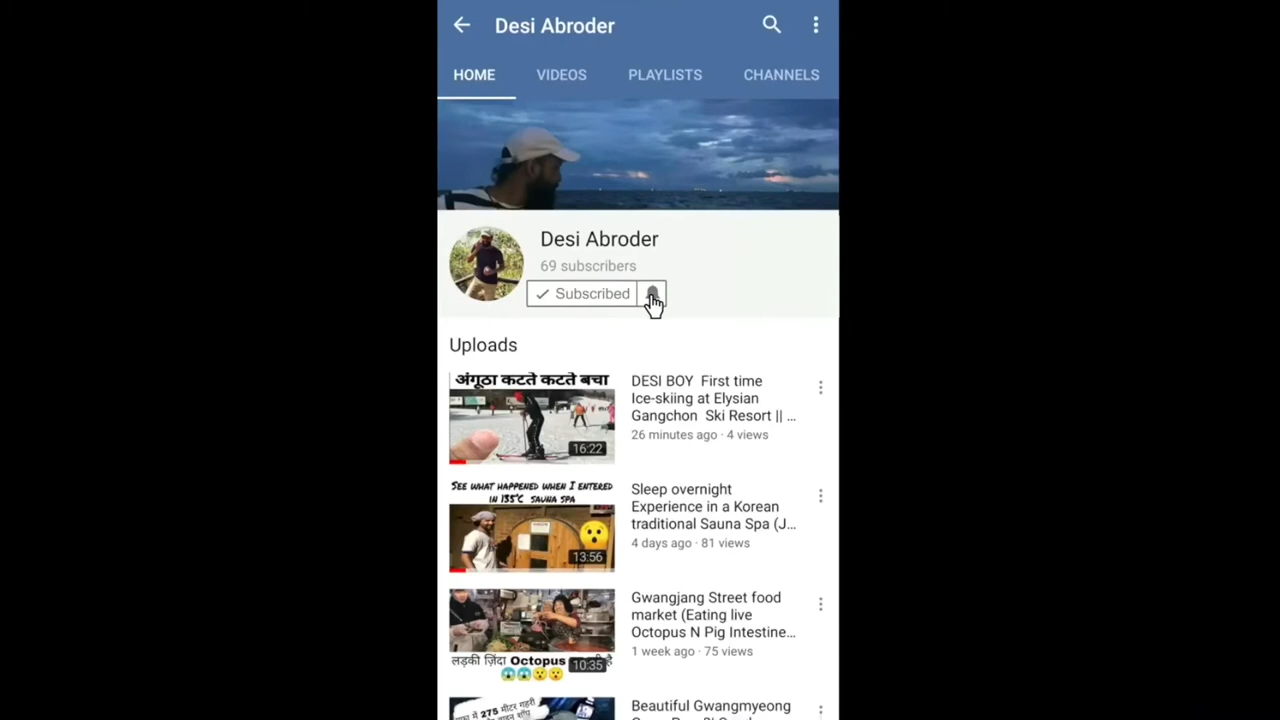 Desi Abroder
HOME VIDEOS PLAYLISTS CHANNELS
Desi Abroder
69 subscribers
Subscribed
Uploads
अंगूठा कटते कटते बचा
16:22
DESI BOY First time
Ice-skiing at Elysian
Gangchon Ski Resort || ...
26 minutes ago · 4 views
SEE WHAT HAPPENED WHEN I ENTERED
IN 135°C SAUNA SPA
13:56
Sleep overnight
Experience in a Korean
traditional Sauna Spa (J...
4 days ago · 81 views
लड़की ज़िंदा Octopus
है
10:35
Gwangjang Street food
market (Eating live
Octopus N Pig Intestine...
1 week ago · 75 views
में 275 मीटर गहरी
Beautiful Gwangmyeong